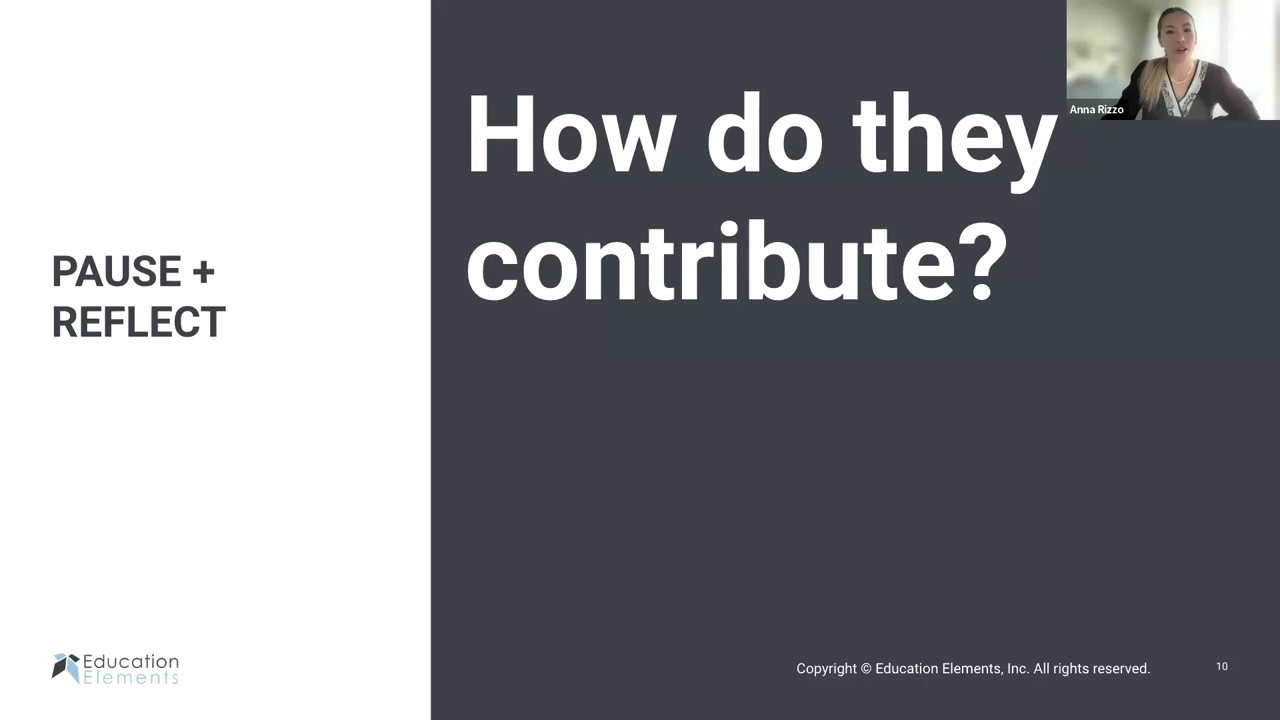 PAUSE +
REFLECT
How do they
contribute?
Anna Rizzo
Education
Elements
Copyright © Education Elements, Inc. All rights reserved.
10